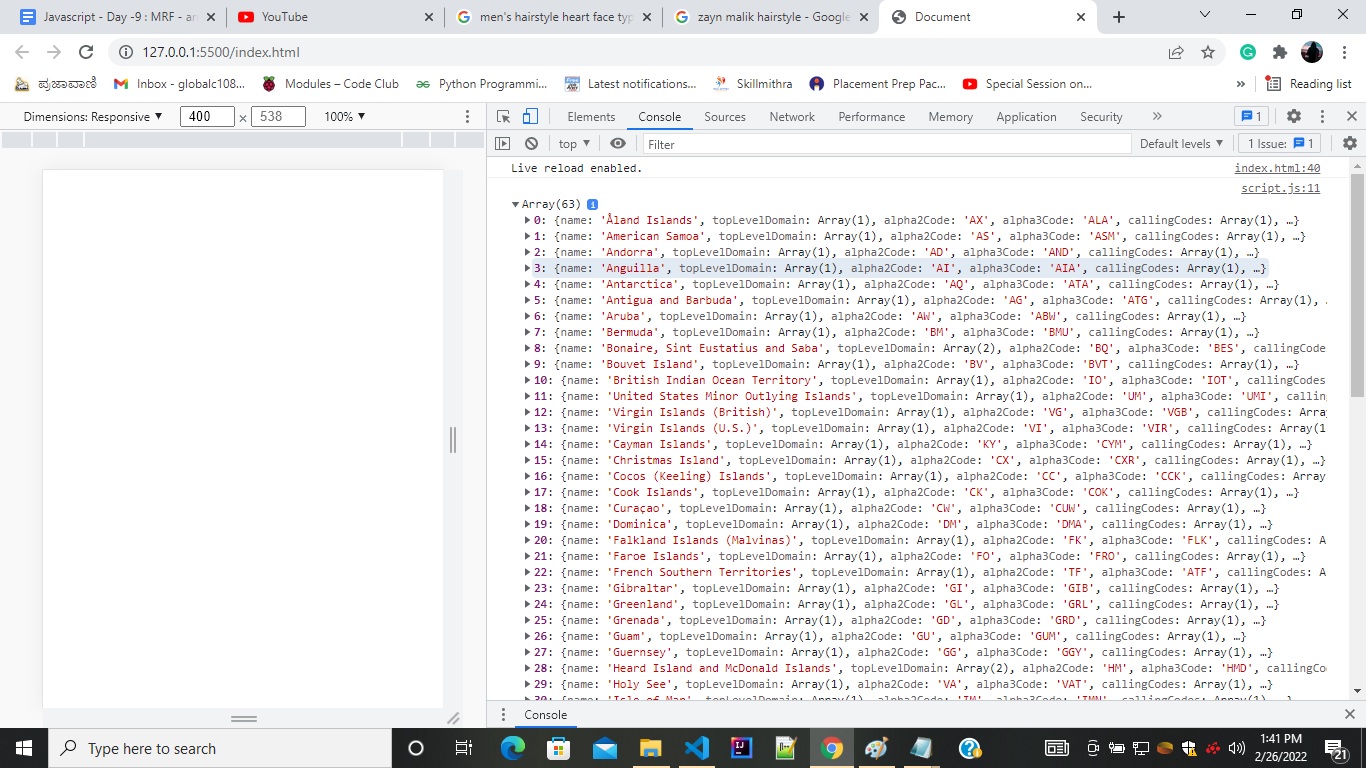 Javascript - Day -9 : MRF - an
YouTube
men's hairstyle heart face typ
zayn malik hairstyle - Google
Document
127.0.0.1:5500/index.html
ಪ್ರಜಾವಾಣಿ
Inbox - globalc108...
Modules – Code Club
Python Programmi...
Latest notifications...
Skillmithra
Placement Prep Pac...
Special Session on...
»
Reading list
Dimensions: Responsive
400 × 538
100%
Elements
Console
Sources
Network
Performance
Memory
Application
Security
»
1
top
Filter
Default levels
1 Issue: 1
Live reload enabled.
index.html:40
script.js:11
Array(63)
0: {name: 'Åland Islands', topLevelDomain: Array(1), alpha2Code: 'AX', alpha3Code: 'ALA', callingCodes: Array(1), …}
1: {name: 'American Samoa', topLevelDomain: Array(1), alpha2Code: 'AS', alpha3Code: 'ASM', callingCodes: Array(1), …}
2: {name: 'Andorra', topLevelDomain: Array(1), alpha2Code: 'AD', alpha3Code: 'AND', callingCodes: Array(1), …}
3: {name: 'Anguilla', topLevelDomain: Array(1), alpha2Code: 'AI', alpha3Code: 'AIA', callingCodes: Array(1), …}
4: {name: 'Antarctica', topLevelDomain: Array(1), alpha2Code: 'AQ', alpha3Code: 'ATA', callingCodes: Array(1), …}
5: {name: 'Antigua and Barbuda', topLevelDomain: Array(1), alpha2Code: 'AG', alpha3Code: 'ATG', callingCodes: Array(1),
6: {name: 'Aruba', topLevelDomain: Array(1), alpha2Code: 'AW', alpha3Code: 'ABW', callingCodes: Array(1), …}
7: {name: 'Bermuda', topLevelDomain: Array(1), alpha2Code: 'BM', alpha3Code: 'BMU', callingCodes: Array(1), …}
8: {name: 'Bonaire, Sint Eustatius and Saba', topLevelDomain: Array(2), alpha2Code: 'BQ', alpha3Code: 'BES', callingCode
9: {name: 'Bouvet Island', topLevelDomain: Array(1), alpha2Code: 'BV', alpha3Code: 'BVT', callingCodes: Array(1), …}
10: {name: 'British Indian Ocean Territory', topLevelDomain: Array(1), alpha2Code: 'IO', alpha3Code: 'IOT', callingCodes
11: {name: 'United States Minor Outlying Islands', topLevelDomain: Array(1), alpha2Code: 'UM', alpha3Code: 'UMI', callin
12: {name: 'Virgin Islands (British)', topLevelDomain: Array(1), alpha2Code: 'VG', alpha3Code: 'VGB', callingCodes: Arra
13: {name: 'Virgin Islands (U.S.)', topLevelDomain: Array(1), alpha2Code: 'VI', alpha3Code: 'VIR', callingCodes: Array(1
14: {name: 'Cayman Islands', topLevelDomain: Array(1), alpha2Code: 'KY', alpha3Code: 'CYM', callingCodes: Array(1), …}
15: {name: 'Christmas Island', topLevelDomain: Array(1), alpha2Code: 'CX', alpha3Code: 'CXR', callingCodes: Array(1), …}
16: {name: 'Cocos (Keeling) Islands', topLevelDomain: Array(1), alpha2Code: 'CC', alpha3Code: 'CCK', callingCodes: Array
17: {name: 'Cook Islands', topLevelDomain: Array(1), alpha2Code: 'CK', alpha3Code: 'COK', callingCodes: Array(1), …}
18: {name: 'Curaçao', topLevelDomain: Array(1), alpha2Code: 'CW', alpha3Code: 'CUW', callingCodes: Array(1), …}
19: {name: 'Dominica', topLevelDomain: Array(1), alpha2Code: 'DM', alpha3Code: 'DMA', callingCodes: Array(1), …}
20: {name: 'Falkland Islands (Malvinas)', topLevelDomain: Array(1), alpha2Code: 'FK', alpha3Code: 'FLK', callingCodes: A
21: {name: 'Faroe Islands', topLevelDomain: Array(1), alpha2Code: 'FO', alpha3Code: 'FRO', callingCodes: Array(1), …}
22: {name: 'French Southern Territories', topLevelDomain: Array(1), alpha2Code: 'TF', alpha3Code: 'ATF', callingCodes: A
23: {name: 'Gibraltar', topLevelDomain: Array(1), alpha2Code: 'GI', alpha3Code: 'GIB', callingCodes: Array(1), …}
24: {name: 'Greenland', topLevelDomain: Array(1), alpha2Code: 'GL', alpha3Code: 'GRL', callingCodes: Array(1), …}
25: {name: 'Grenada', topLevelDomain: Array(1), alpha2Code: 'GD', alpha3Code: 'GRD', callingCodes: Array(1), …}
26: {name: 'Guam', topLevelDomain: Array(1), alpha2Code: 'GU', alpha3Code: 'GUM', callingCodes: Array(1), …}
27: {name: 'Guernsey', topLevelDomain: Array(1), alpha2Code: 'GG', alpha3Code: 'GGY', callingCodes: Array(1), …}
28: {name: 'Heard Island and McDonald Islands', topLevelDomain: Array(2), alpha2Code: 'HM', alpha3Code: 'HMD', callingCo
29: {name: 'Holy See', topLevelDomain: Array(1), alpha2Code: 'VA', alpha3Code: 'VAT', callingCodes: Array(1), …}
30: {name: 'Isle of Man', topLevelDomain: Array(1), alpha2Code: 'IM', alpha3Code: 'IMN', callingCodes: Array(1), …}
Console
Type here to search
1:41 PM
2/26/2022
21